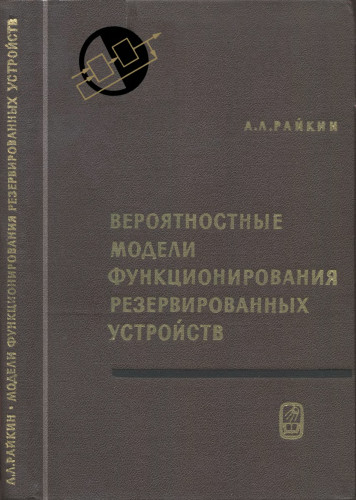 А.Л.РАЙКИН • МОДЕЛИ ФУНКЦИОНИРОВАНИЯ РЕЗЕРВИРОВАННЫХ УСТРОЙСТВ
А.Л.РАЙКИН
ВЕРОЯТНОСТНЫЕ
МОДЕЛИ
ФУНКЦИОНИРОВАНИЯ
РЕЗЕРВИРОВАННЫХ
УСТРОЙСТВ